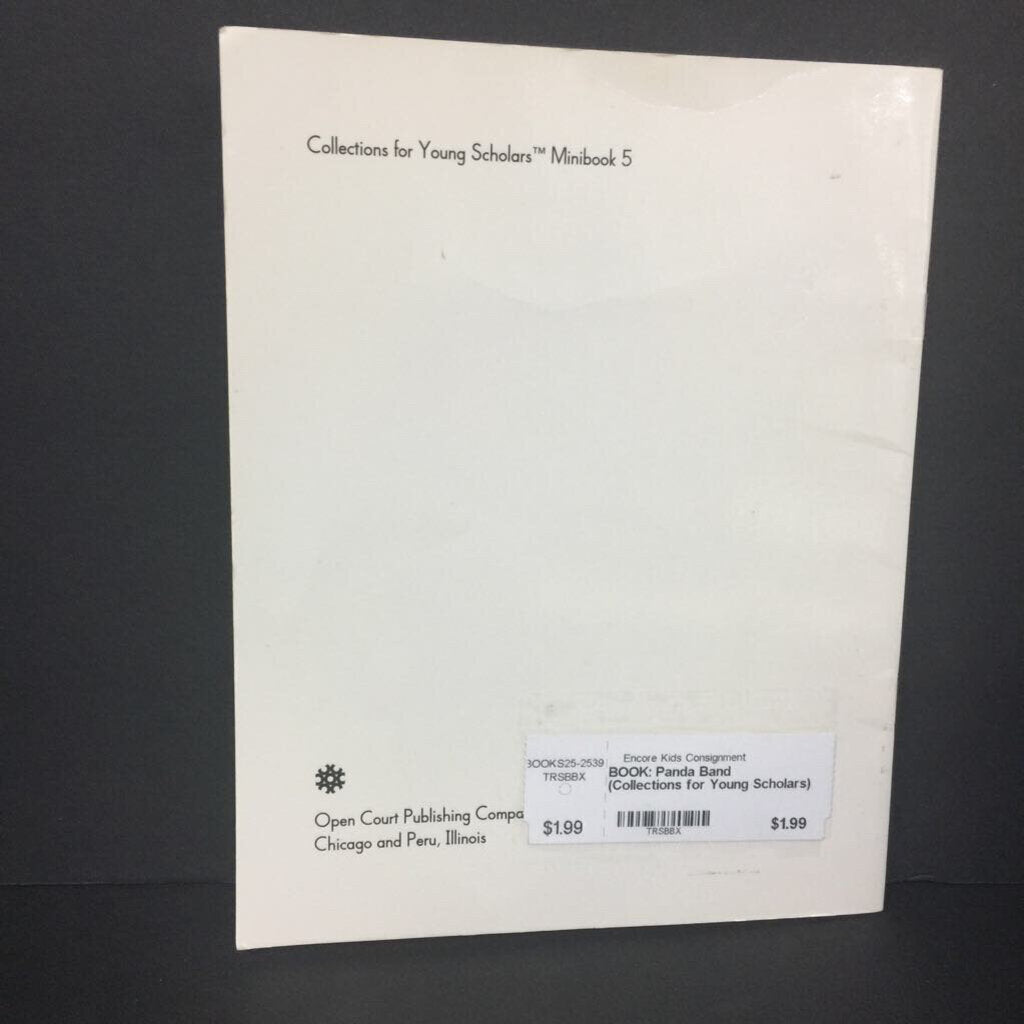 Collections for Young Scholars™ Minibook 5
Open Court Publishing Compa
Chicago and Peru, Illinois
BOOKS25-2539
TRSBBX
$1.99
Encore Kids Consignment
BOOK: Panda Band
(Collections for Young Scholars)
TRSBBX
$1.99